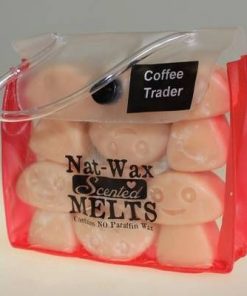 Coffee
Trader
Nat-Wax
Scented
MELTS
Contains NO Paraffin Wax